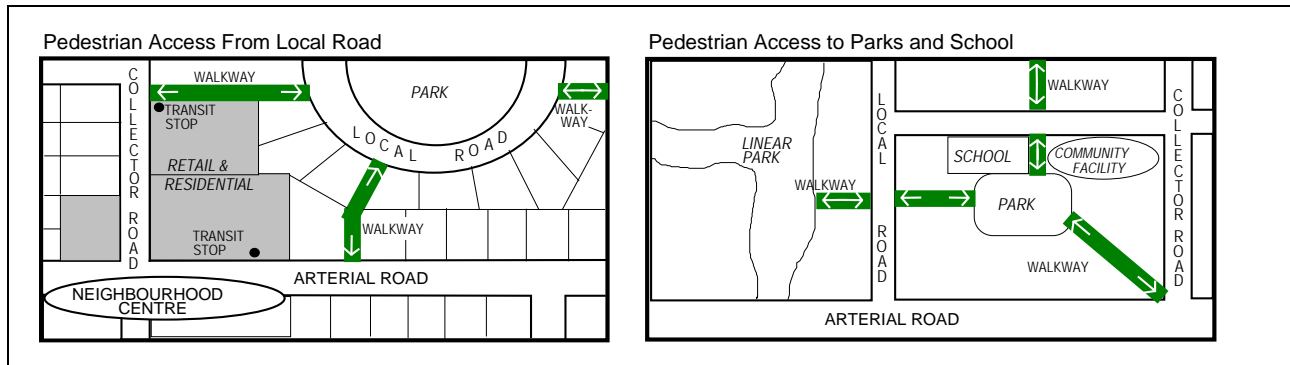 Pedestrian Access From Local Road
COLLECTOR ROAD
WALKWAY
TRANSIT
STOP
PARK
WALK-
WAY
LOCAL ROAD
RETAIL &
RESIDENTIAL
WALKWAY
TRANSIT
STOP
ARTERIAL ROAD
NEIGHBOURHOOD
CENTRE
Pedestrian Access to Parks and School
LOCAL ROAD
WALKWAY
COLLECTOR ROAD
LINEAR
PARK
SCHOOL
COMMUNITY
FACILITY
WALKWAY
PARK
WALKWAY
ARTERIAL ROAD